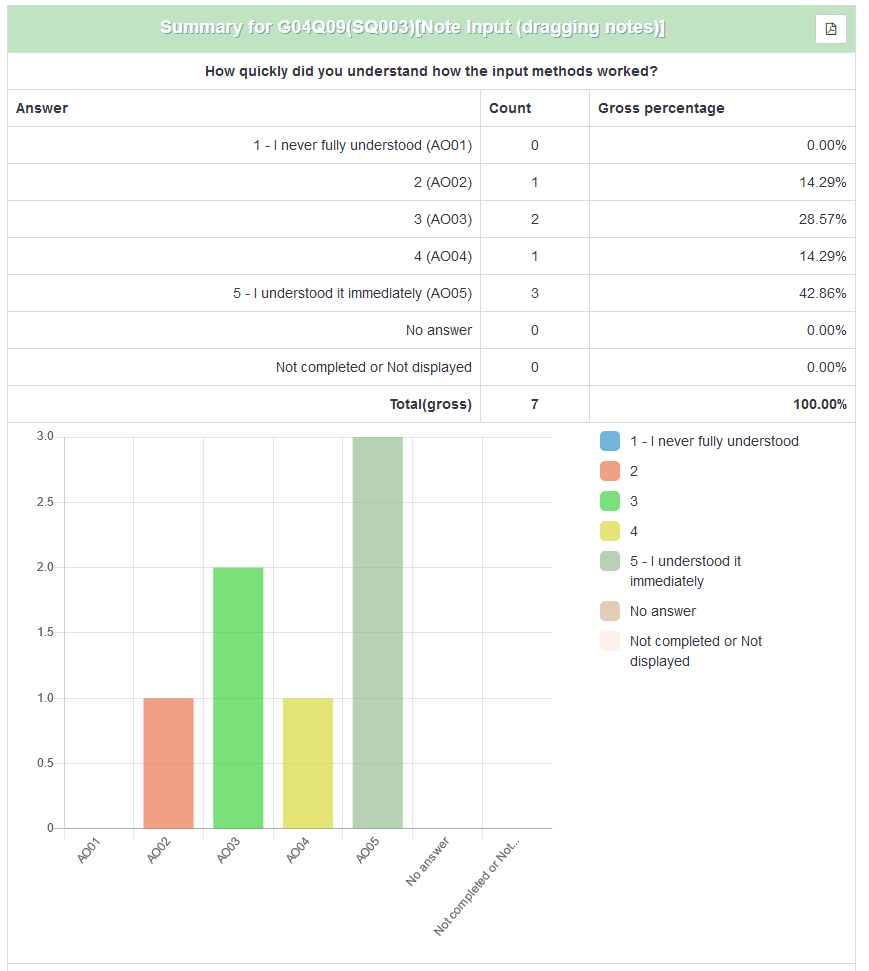 Summary for G04Q09(SQ003)[Note Input (dragging notes)]
How quickly did you understand how the input methods worked?
Answer Count Gross percentage
1 - I never fully understood (AO01) 0 0.00%
2 (AO02) 1 14.29%
3 (AO03) 2 28.57%
4 (AO04) 1 14.29%
5 - I understood it immediately (AO05) 3 42.86%
No answer 0 0.00%
Not completed or Not displayed 0 0.00%
Total(gross) 7 100.00%
3.0
2.5
2.0
1.5
1.0
0.5
0
AO01
AO02
AO03
AO04
AO05
No answer
Not completed or Not...
1 - I never fully understood
2
3
4
5 - I understood it
immediately
No answer
Not completed or Not
displayed